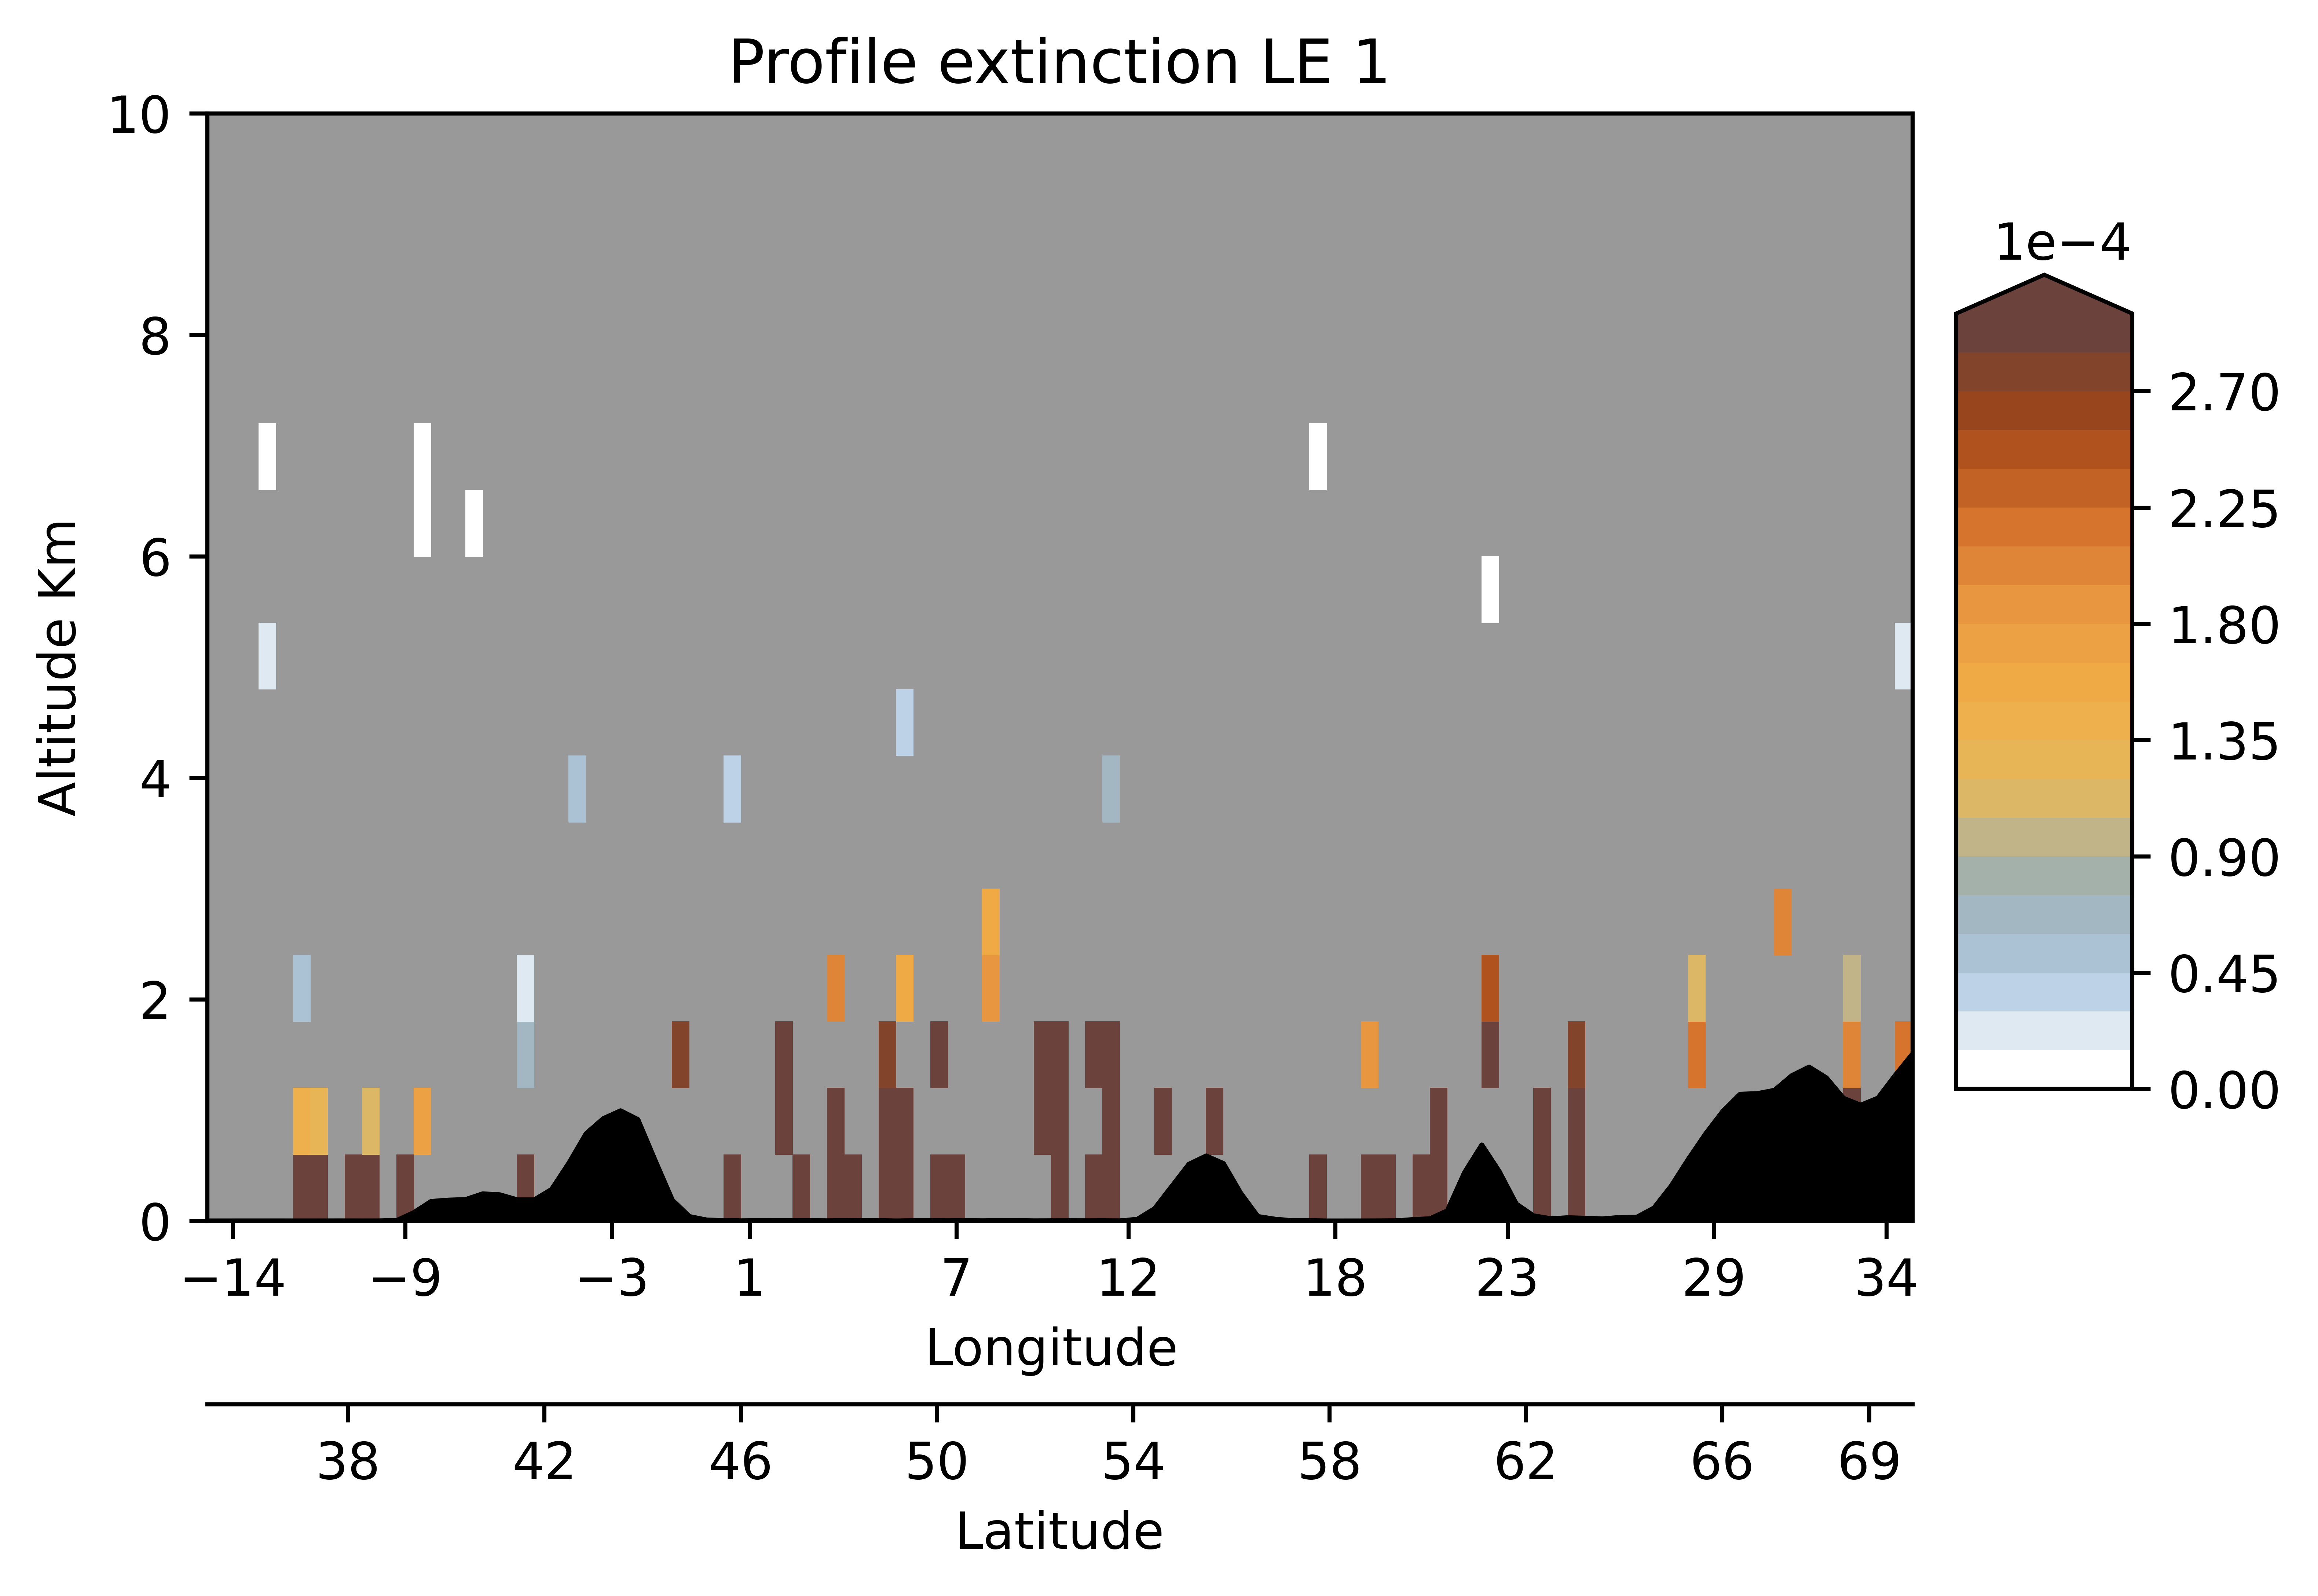 Profile extinction LE 1
1e−4
10
8
6
4
2
0
Altitude Km
2.70
2.25
1.80
1.35
0.90
0.45
0.00
−14 −9 −3 1 7 12 18 23 29 34
Longitude
38 42 46 50 54 58 62 66 69
Latitude